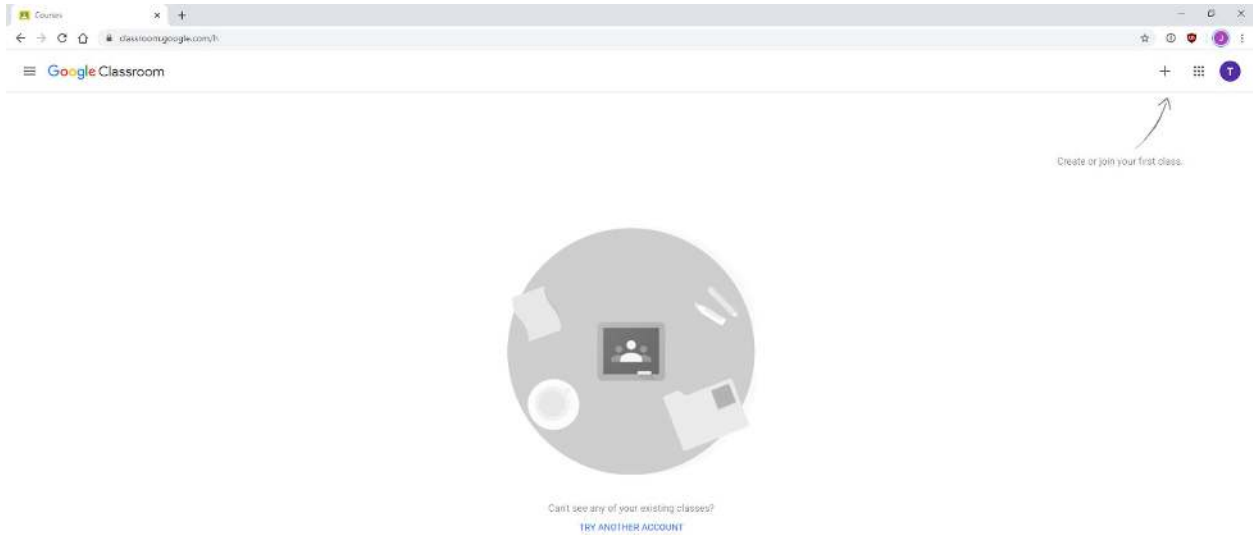 Courses
classroom.google.com/h
Google Classroom
T
J
Create or join your first class.
Can't see any of your existing classes?
TRY ANOTHER ACCOUNT